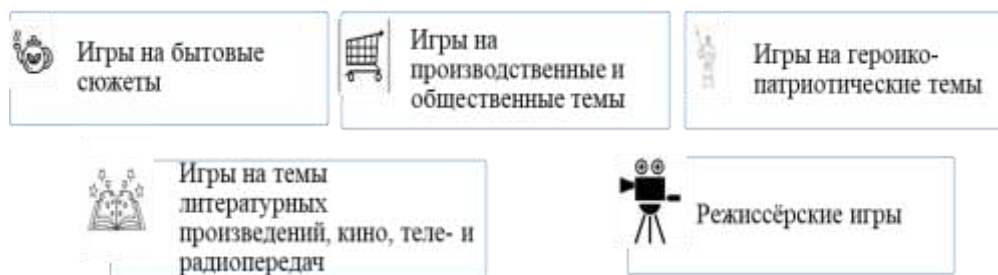 Игры на бытовые
сюжеты
Игры на
производственные и
общественные темы
Игры на героико-
патриотические темы
Игры на темы
литературных
произведений, кино, теле- и
радиопередач
Режиссёрские игры